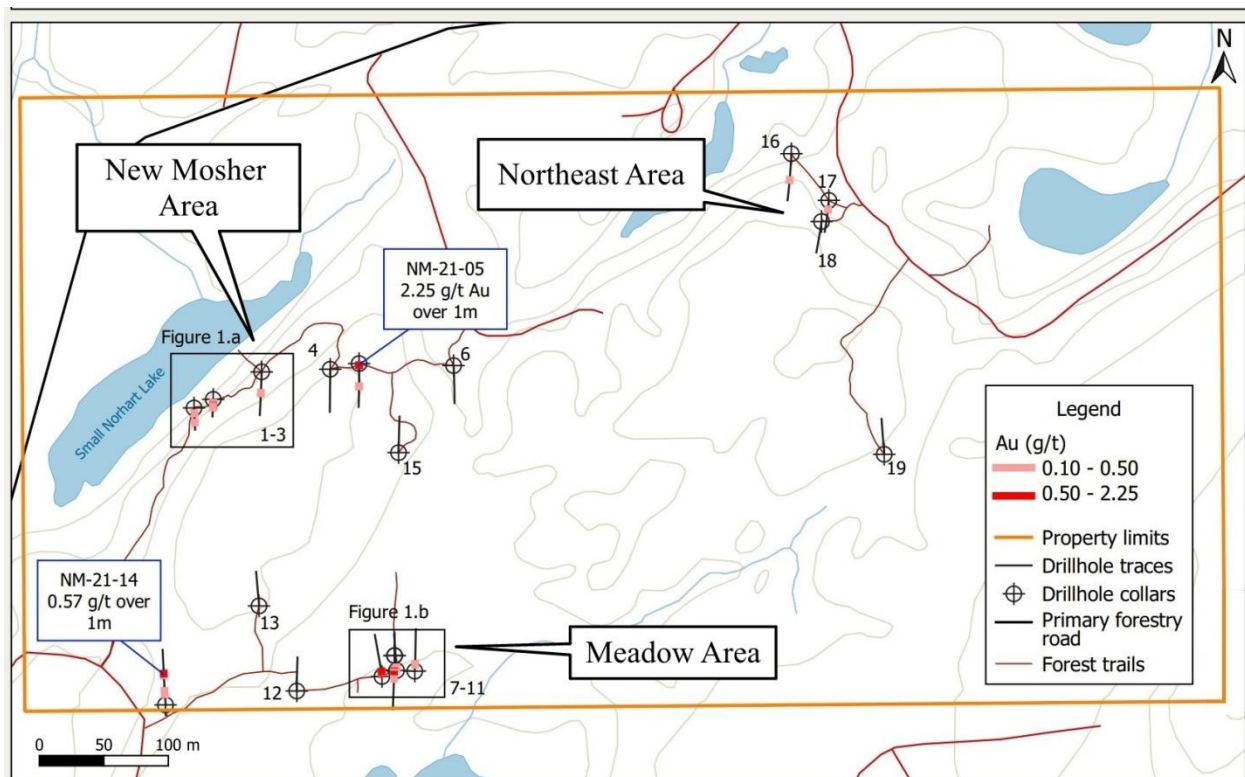 N
New Mosher
Area
Northeast Area
16
17
18
NM-21-05
2.25 g/t Au
over 1m
Figure 1.a
4
6
Small Norhart Lake
1-3
15
19
Legend
Au (g/t)
0.10 - 0.50
0.50 - 2.25
Property limits
Drillhole traces
Drillhole collars
Primary forestry
road
Forest trails
NM-21-14
0.57 g/t over
1m
13
Figure 1.b
Meadow Area
12
7-11
0 50 100 m